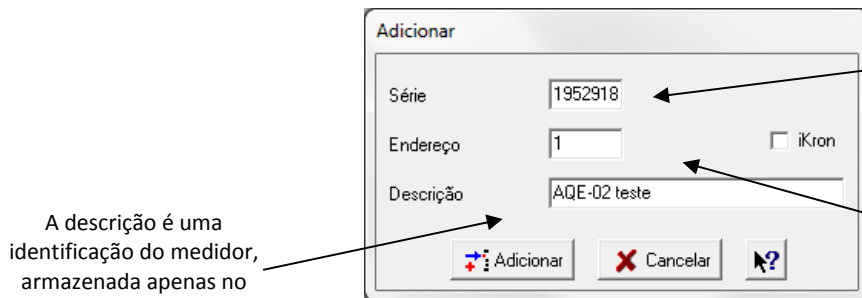 Adicionar
Série 1952918
Endereço 1 iKron
Descrição AQE-02 teste
Adicionar Cancelar ?
A descrição é uma
identificação do medidor,
armazenada apenas no